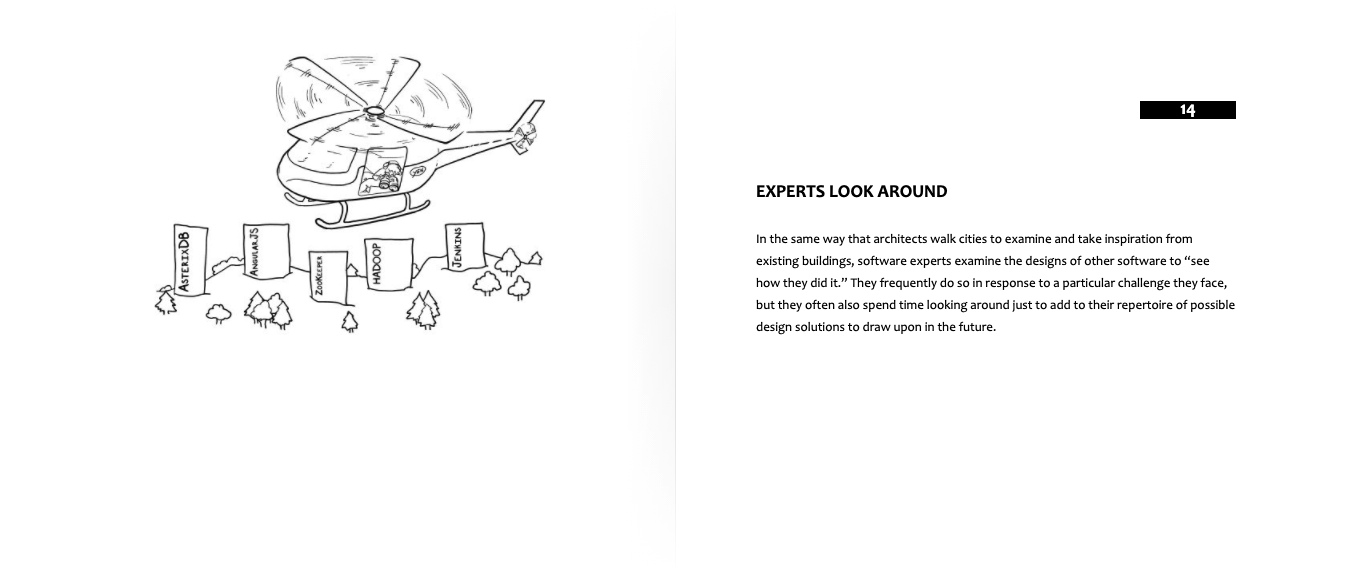 ASTERIXDB
ANGULARJS
ZOOKEEPER
HADOOP
JENKINS
14
EXPERTS LOOK AROUND
In the same way that architects walk cities to examine and take inspiration from
existing buildings, software experts examine the designs of other software to “see
how they did it.” They frequently do so in response to a particular challenge they face,
but they often also spend time looking around just to add to their repertoire of possible
design solutions to draw upon in the future.